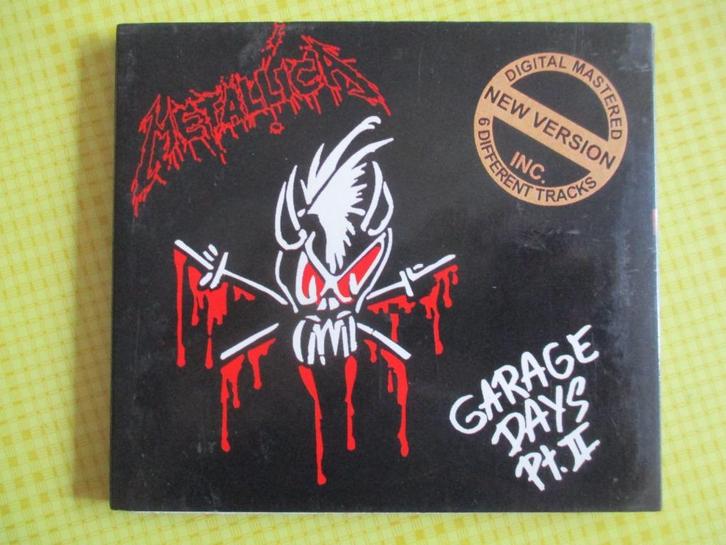 METALLICA
DIGITAL MASTERED
NEW VERSION
INC.
6 DIFFERENT TRACKS
GARAGE
DAYS
Pt. II